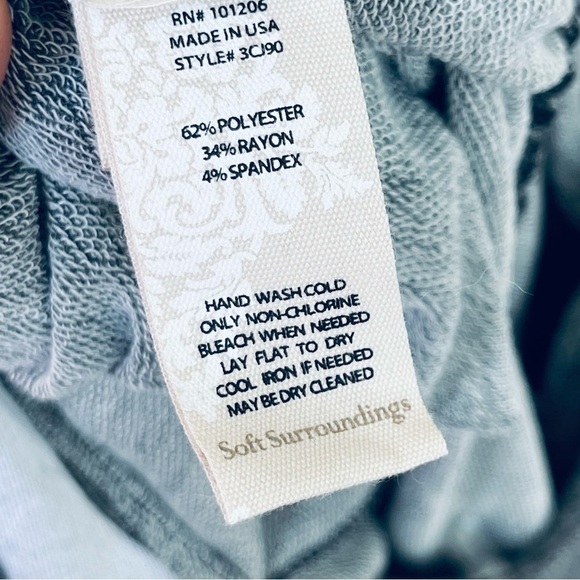 RN# 101206
MADE IN USA
STYLE# 3CJ90
62% POLYESTER
34% RAYON
4% SPANDEX
HAND WASH COLD
ONLY NON-CHLORINE
BLEACH WHEN NEEDED
LAY FLAT TO DRY
COOL IRON IF NEEDED
MAY BE DRY CLEANED
Soft Surroundings